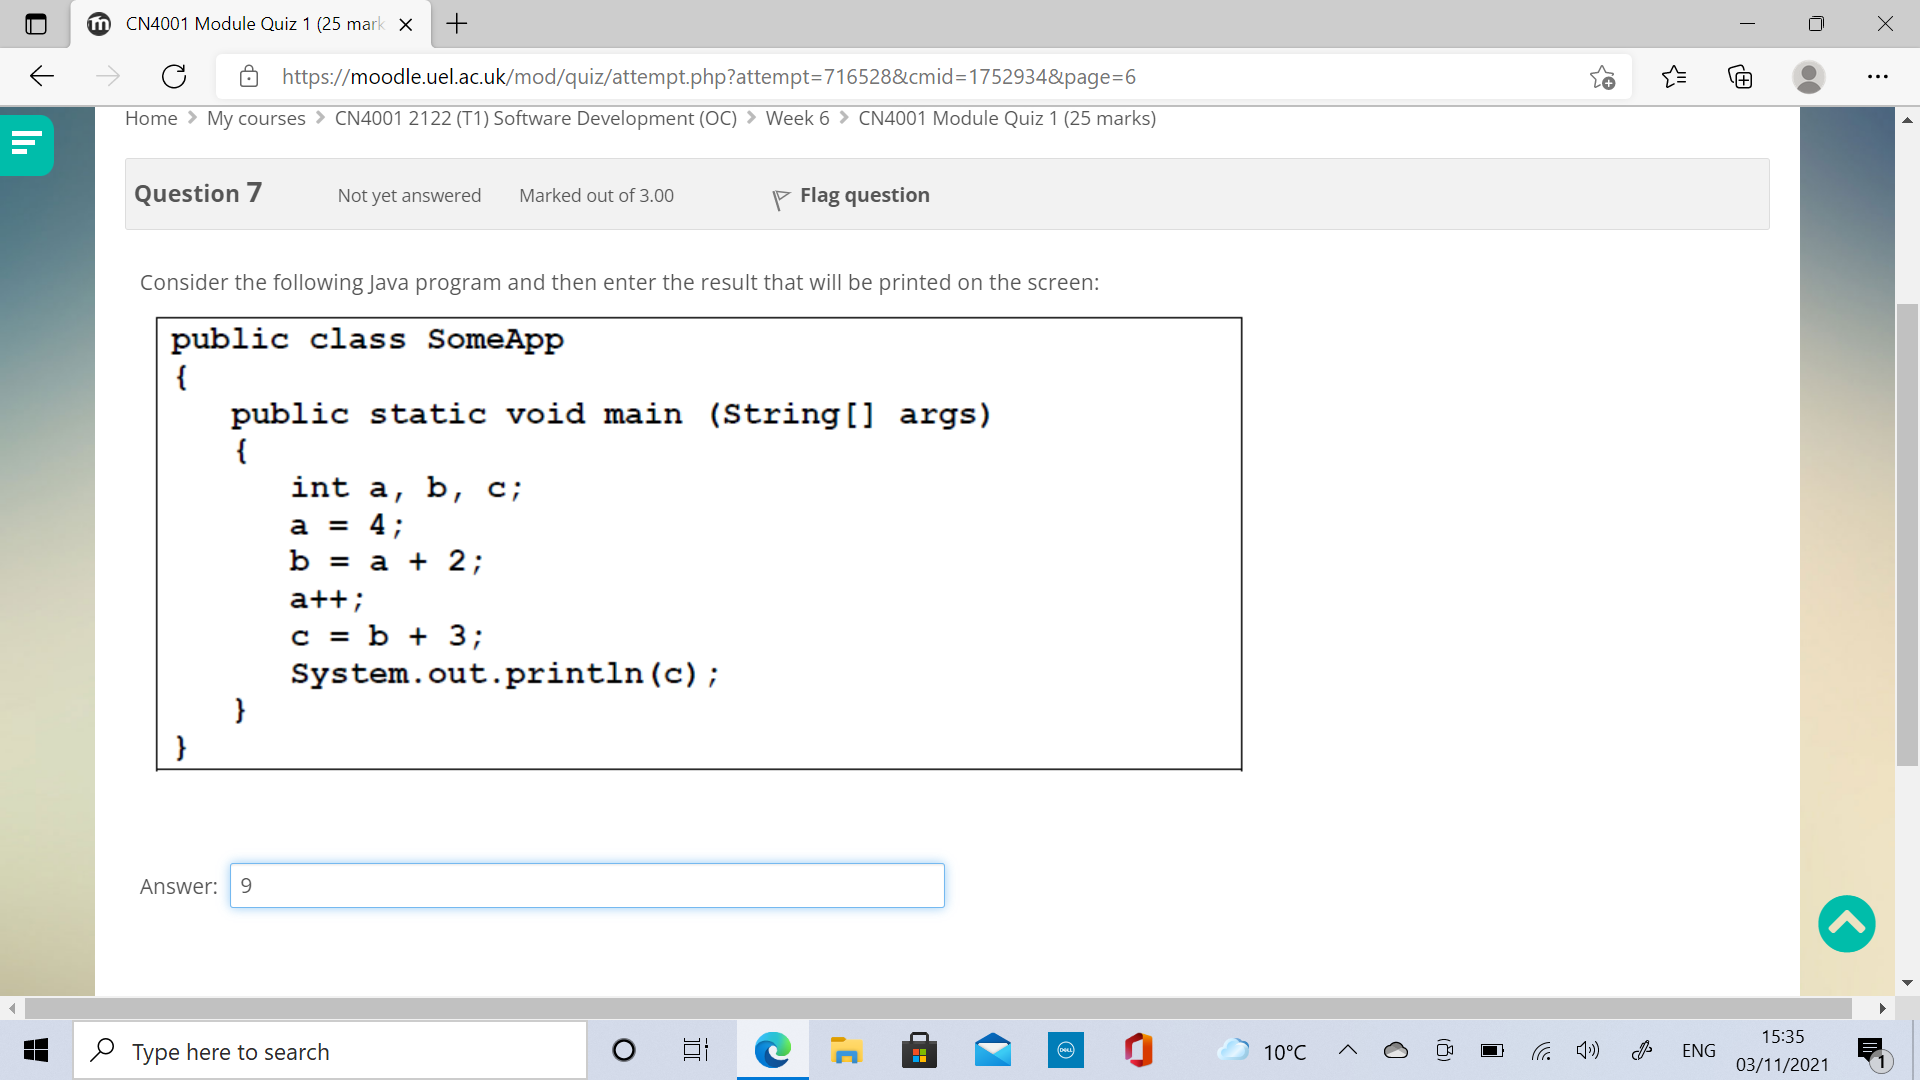 CN4001 Module Quiz 1 (25 mark
https://moodle.uel.ac.uk/mod/quiz/attempt.php?attempt=716528&cmid=1752934&page=6
Home > My courses > CN4001 2122 (T1) Software Development (OC) > Week 6 > CN4001 Module Quiz 1 (25 marks)
Question 7 Not yet answered Marked out of 3.00 Flag question
Consider the following Java program and then enter the result that will be printed on the screen:
public class SomeApp
{
public static void main (String[] args)
{
int a, b, c;
a = 4;
b = a + 2;
a++;
c = b + 3;
System.out.println(c);
}
}
Answer: 9
Type here to search
DELL
10°C
ENG
15:35
03/11/2021
1